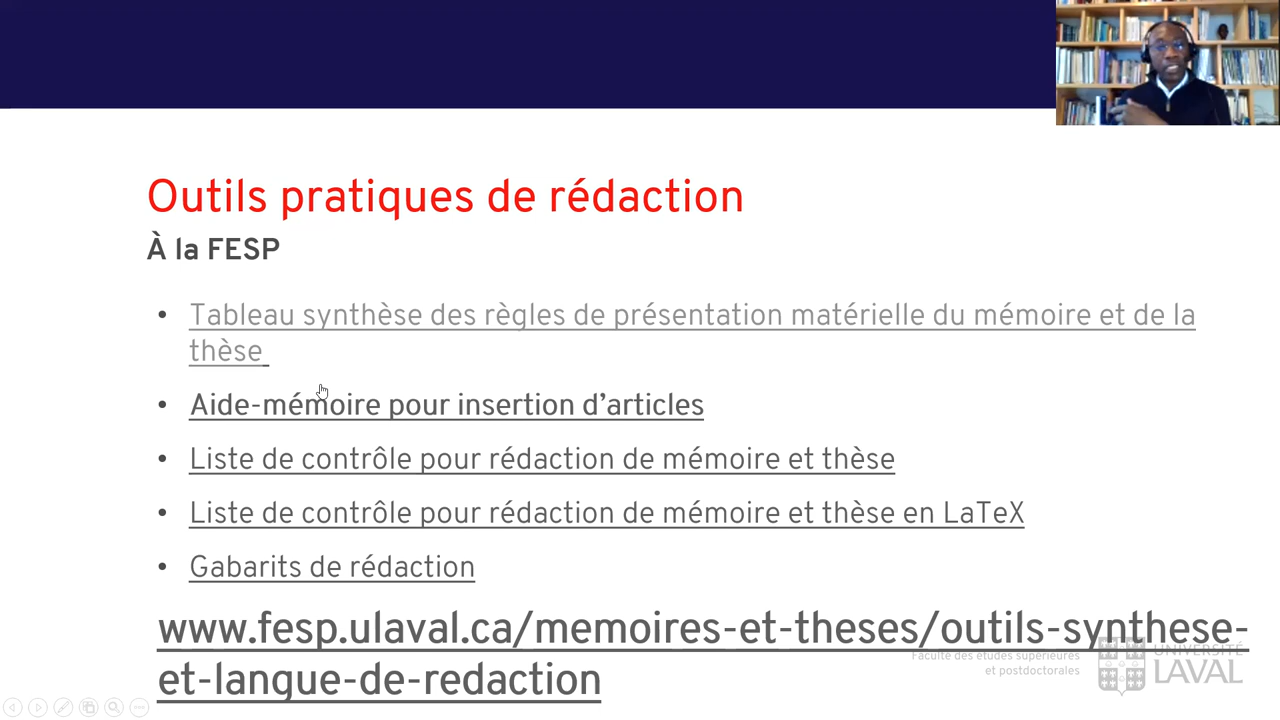 Outils pratiques de rédaction
À la FESP
• Tableau synthèse des règles de présentation matérielle du mémoire et de la
thèse
• Aide-mémoire pour insertion d’articles
• Liste de contrôle pour rédaction de mémoire et thèse
• Liste de contrôle pour rédaction de mémoire et thèse en LaTeX
• Gabarits de rédaction
www.fesp.ulaval.ca/memoires-et-theses/outils-synthese-
et-langue-de-redaction
Faculté des études supérieures
et postdoctorales
UNIVERSITÉ
LAVAL